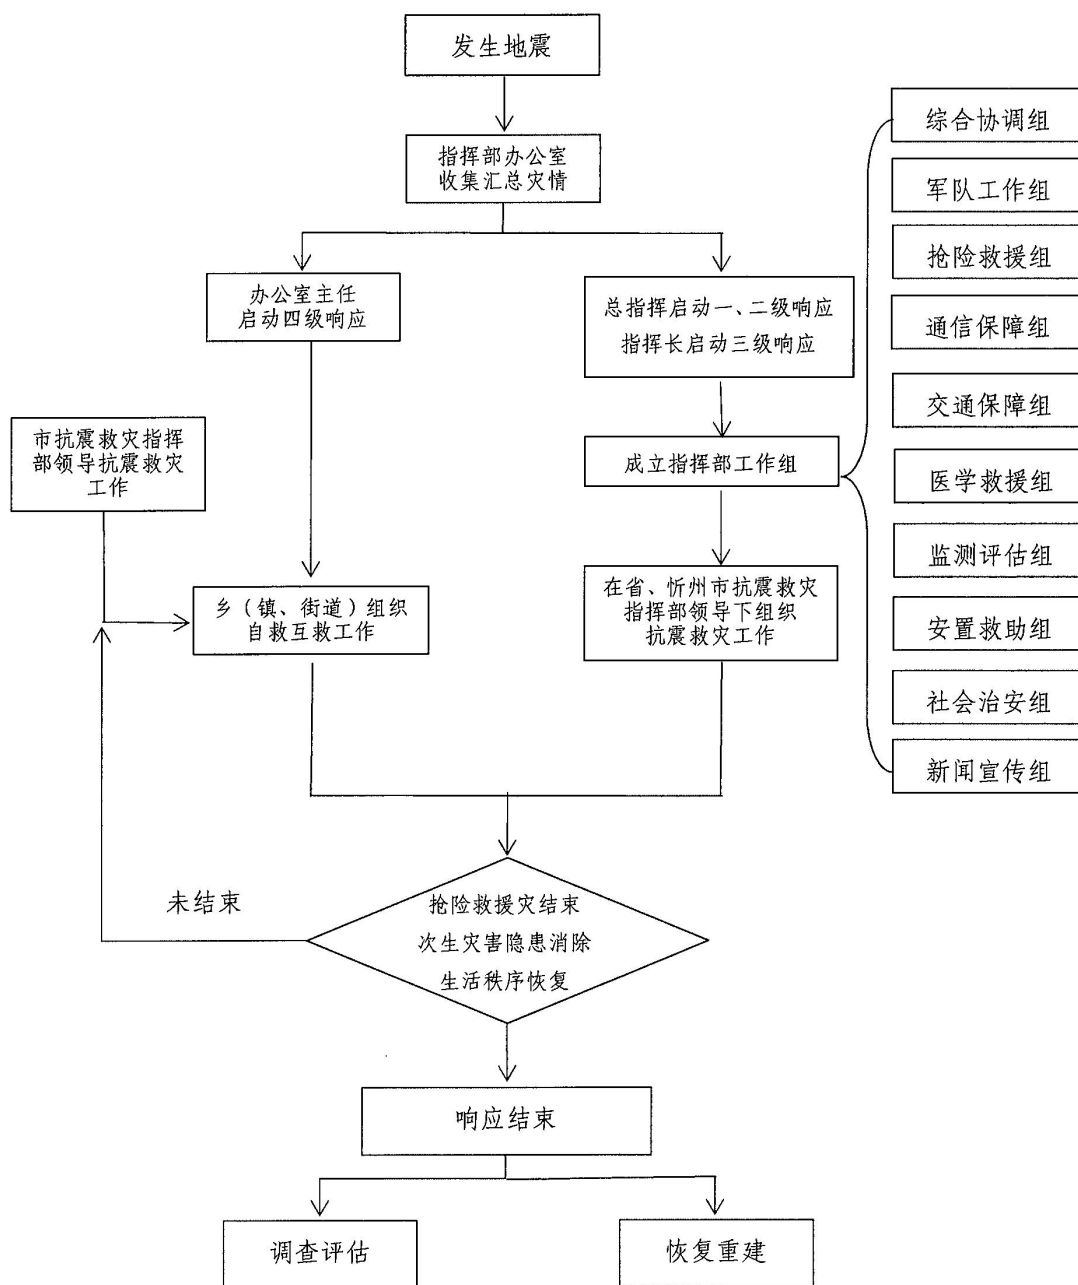 发生地震
指挥部办公室
收集汇总灾情
办公室主任
启动四级响应
总指挥启动一、二级响应
指挥长启动三级响应
市抗震救灾指挥
部领导抗震救灾
工作
成立指挥部工作组
乡（镇、街道）组织
自救互救工作
在省、忻州市抗震救灾
指挥部领导下组织
抗震救灾工作
综合协调组
军队工作组
抢险救援组
通信保障组
交通保障组
医学救援组
监测评估组
安置救助组
社会治安组
新闻宣传组
未结束
抢险救援灾结束
次生灾害隐患消除
生活秩序恢复
响应结束
调查评估
恢复重建